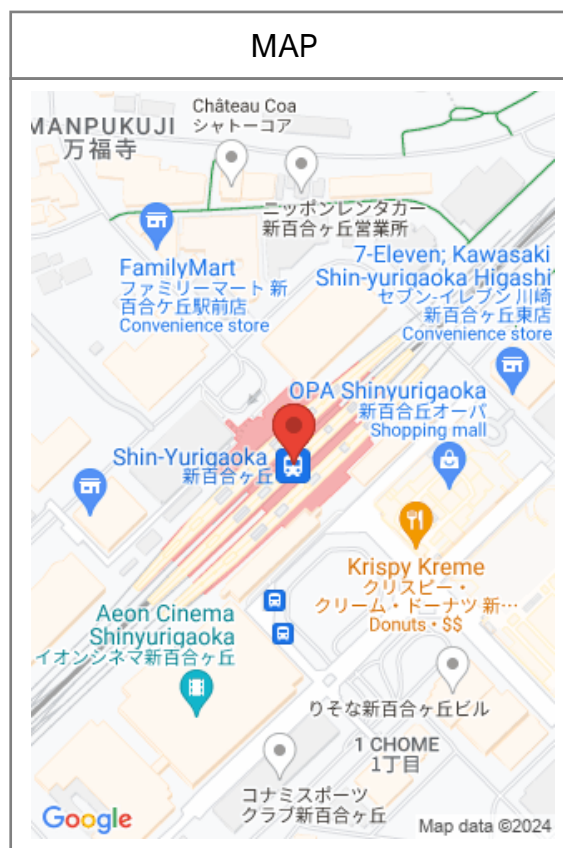 MAP
Château Coa
シャトーコア
MANPUKUJI
万福寺
ニッポンレンタカー
新百合ヶ丘営業所
FamilyMart
ファミリーマート 新
百合ケ丘駅前店
Convenience store
7-Eleven; Kawasaki
Shin-yurigaoka Higashi
セブン-イレブン 川崎
新百合ヶ丘東店
Convenience store
OPA Shinyurigaoka
新百合丘オーパ
Shopping mall
Shin-Yurigaoka
新百合ヶ丘
Krispy Kreme
クリスピー・
クリーム・ドーナツ 新…
Donuts・$$
Aeon Cinema
Shinyurigaoka
イオンシネマ新百合ヶ丘
りそな新百合ヶ丘ビル
1 CHOME
1丁目
コナミスポーツ
クラブ新百合ヶ丘
Google
Map data ©2024